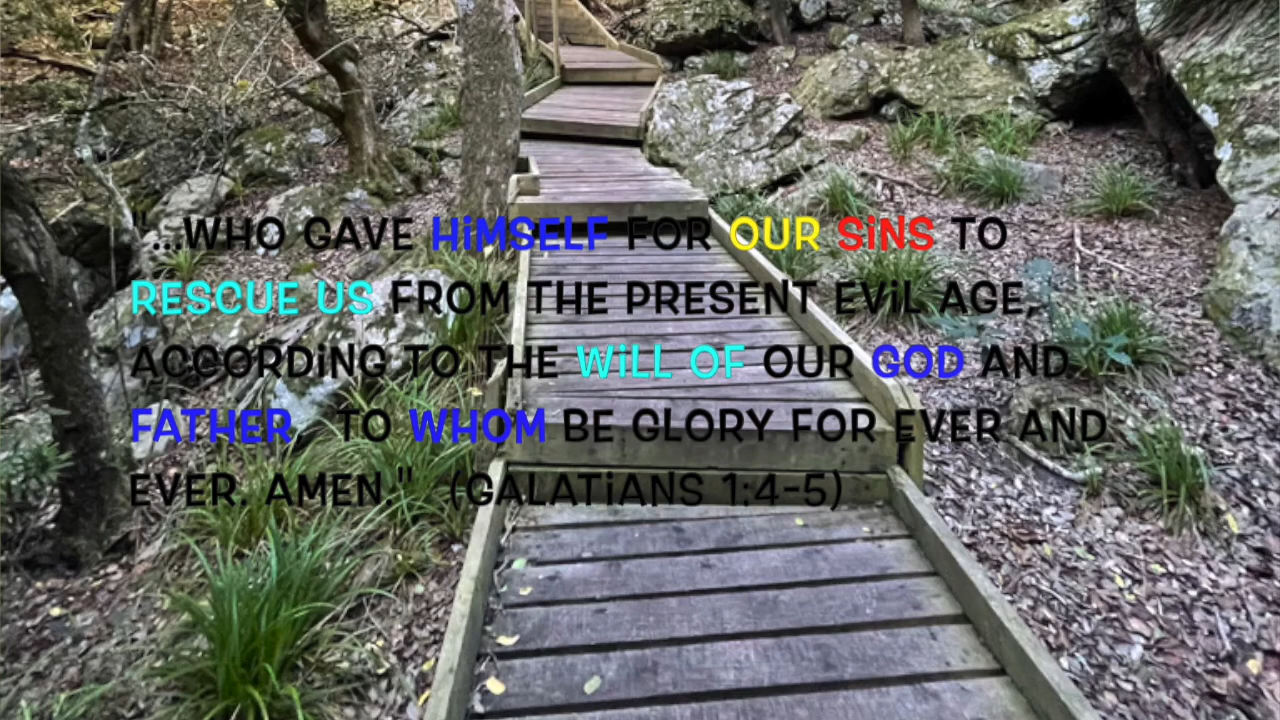 "...WHO GAVE HiMSELF FOR OUR SiNS TO
RESCUE US FROM THE PRESENT EViL AGE,
ACCORDiNG TO THE WiLL OF OUR GOD AND
FATHER, TO WHOM BE GLORY FOR EVER AND
EVER. AMEN." (GALATiANS 1:4-5)